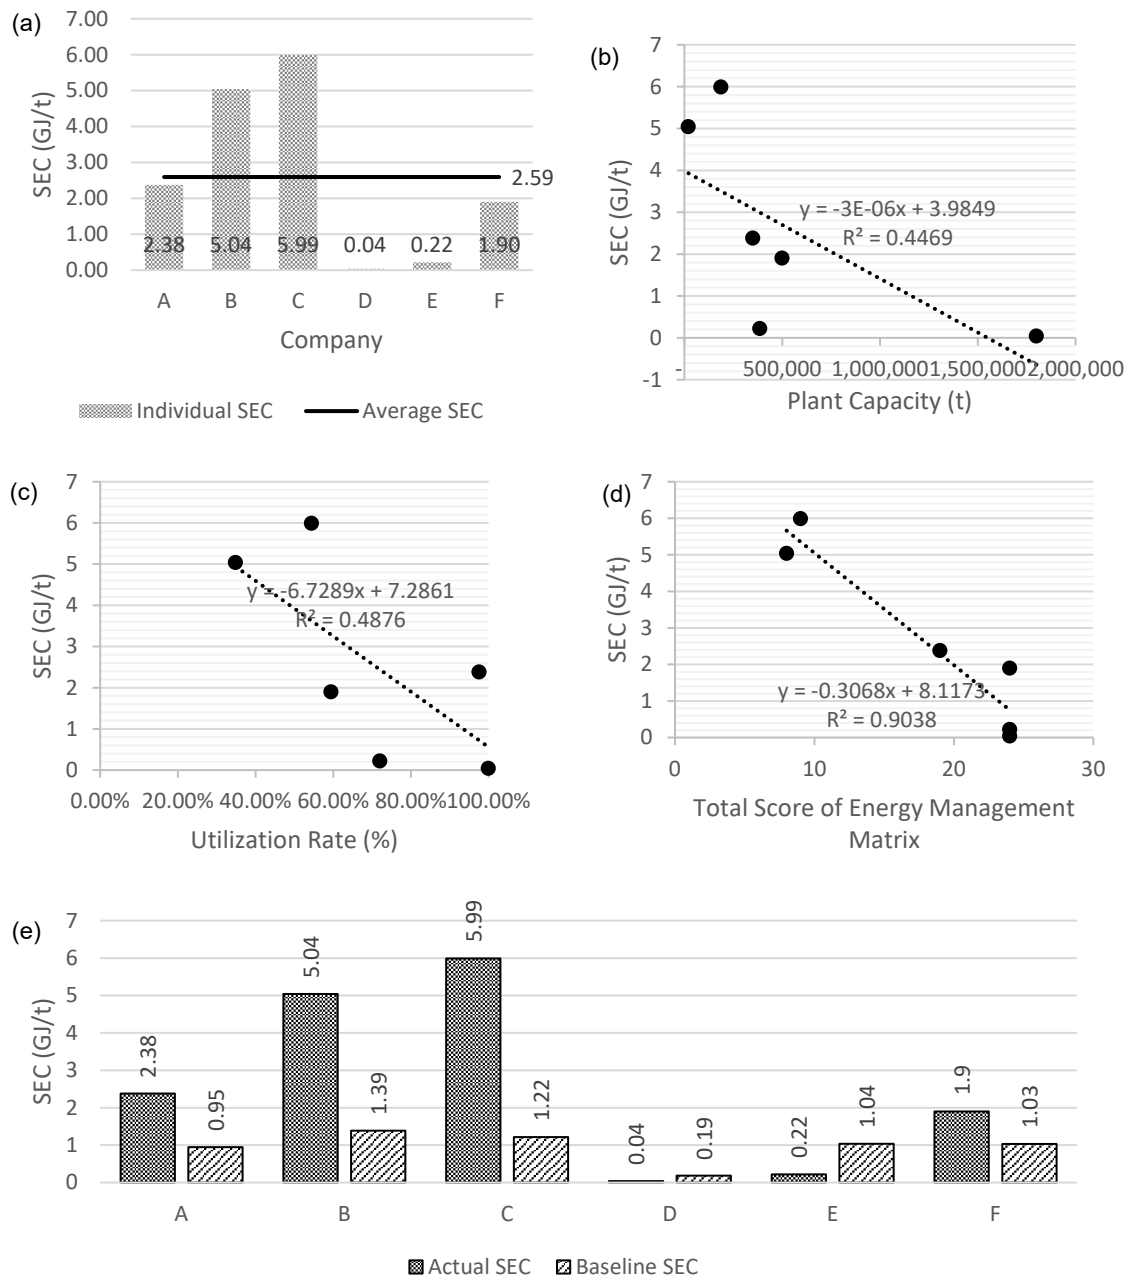 (a)
7.00
6.00
5.00
4.00
3.00
2.00
1.00
0.00
SEC (GJ/t)
2.59
2.38 5.04 5.99 0.04 0.22 1.90
A B C D E F
Company
Individual SEC Average SEC
(b)
7
6
5
4
3
2
1
0
-1
SEC (GJ/t)
y = -3E-06x + 3.9849
R² = 0.4469
- 500,000 1,000,000 1,500,000 2,000,000
Plant Capacity (t)
(c)
7
6
5
4
3
2
1
0
SEC (GJ/t)
y = -6.7289x + 7.2861
R² = 0.4876
0.00% 20.00% 40.00% 60.00% 80.00% 100.00%
Utilization Rate (%)
(d)
7
6
5
4
3
2
1
0
SEC (GJ/t)
y = -0.3068x + 8.1173
R² = 0.9038
0 10 20 30
Total Score of Energy Management
Matrix
(e)
7
6
5
4
3
2
1
0
SEC (GJ/t)
2.38 0.95 5.04 1.39 5.99 1.22 0.04 0.19 0.22 1.04 1.9 1.03
A B C D E F
Actual SEC Baseline SEC